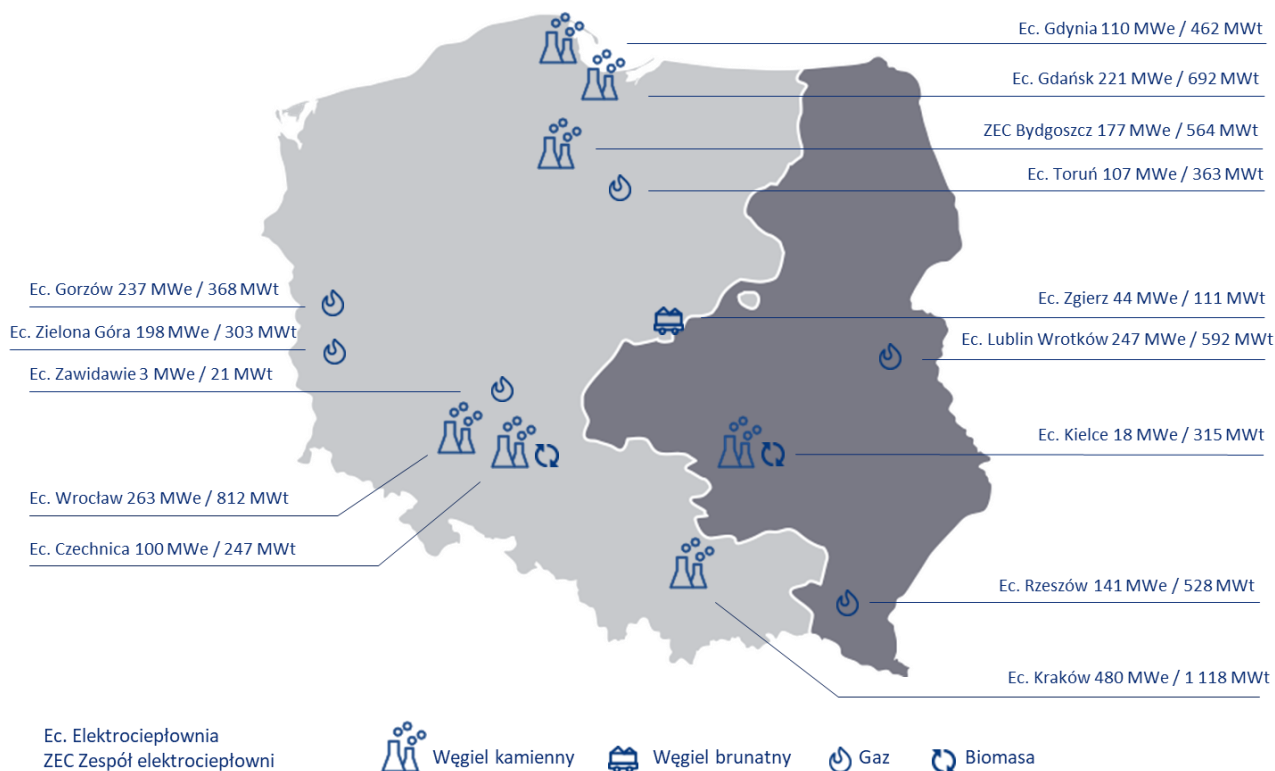 Ec. Gdynia 110 MWe / 462 MWt
Ec. Gdańsk 221 MWe / 692 MWt
ZEC Bydgoszcz 177 MWe / 564 MWt
Ec. Toruń 107 MWe / 363 MWt
Ec. Gorzów 237 MWe / 368 MWt
Ec. Zielona Góra 198 MWe / 303 MWt
Ec. Zawidawie 3 MWe / 21 MWt
Ec. Wrocław 263 MWe / 812 MWt
Ec. Czechnica 100 MWe / 247 MWt
Ec. Zgierz 44 MWe / 111 MWt
Ec. Lublin Wrotków 247 MWe / 592 MWt
Ec. Kielce 18 MWe / 315 MWt
Ec. Rzeszów 141 MWe / 528 MWt
Ec. Kraków 480 MWe / 1 118 MWt
Ec. Elektrociepłownia
ZEC Zespół elektrociepłowni
Węgiel kamienny
Węgiel brunatny
Gaz
Biomasa